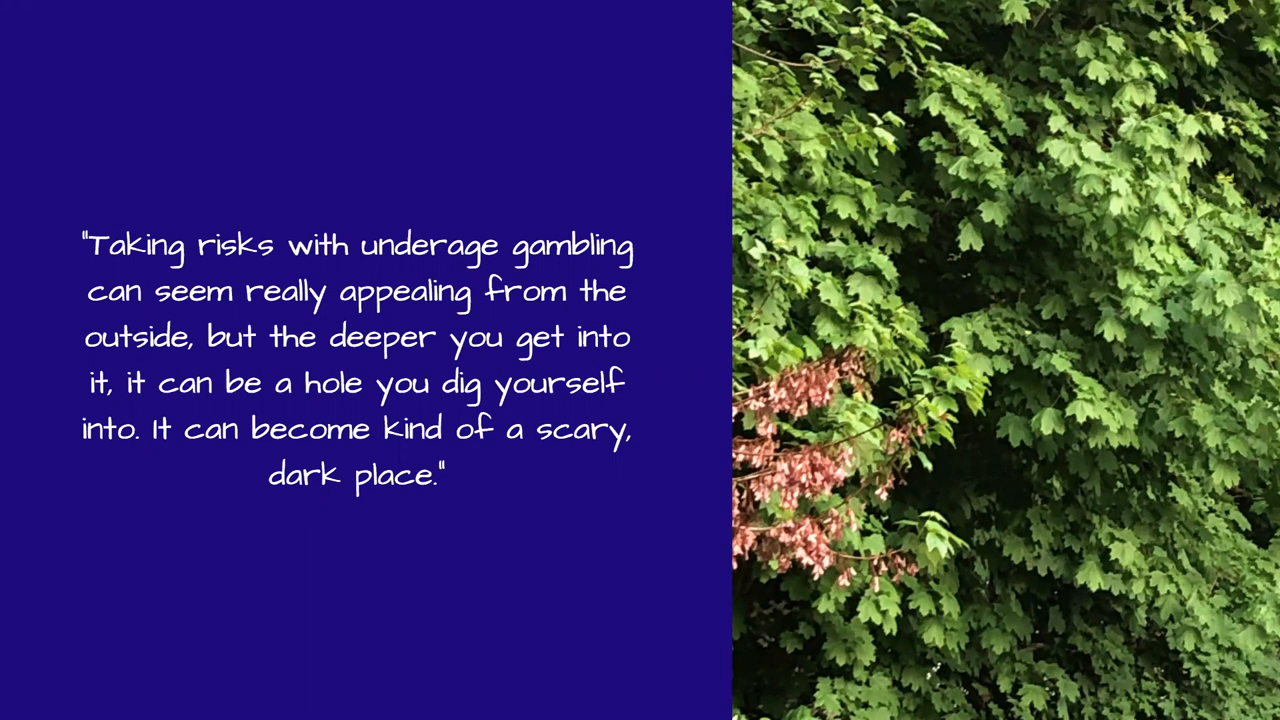 "Taking risks with underage gambling
can seem really appealing from the
outside, but the deeper you get into
it, it can be a hole you dig yourself
into. It can become kind of a scary,
dark place."